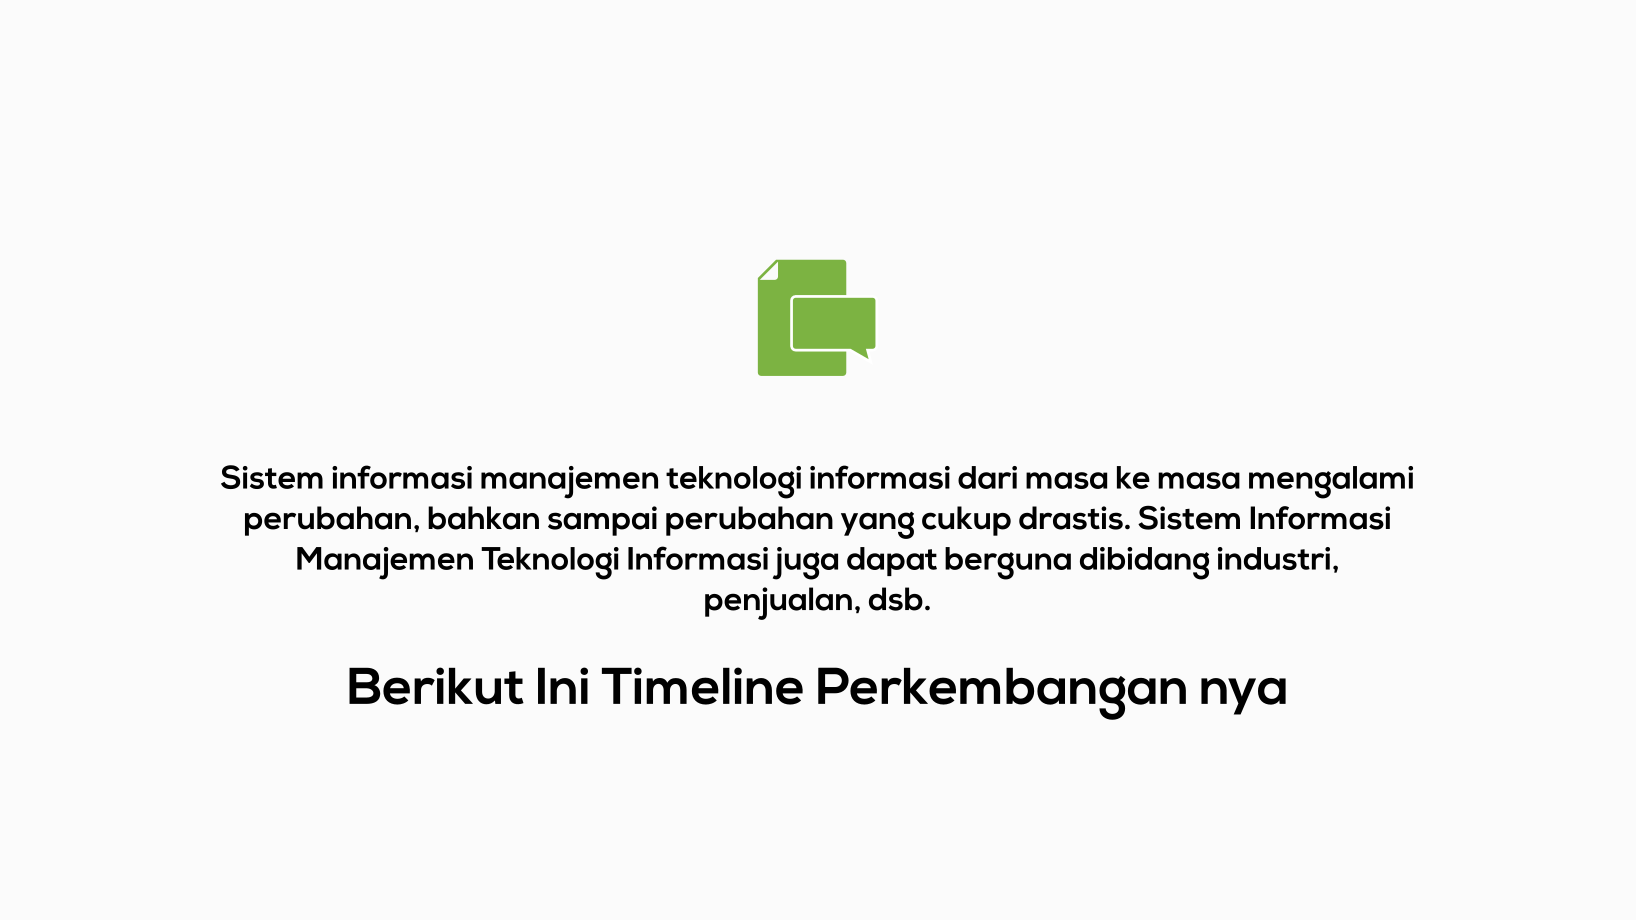 Sistem informasi manajemen teknologi informasi dari masa ke masa mengalami
perubahan, bahkan sampai perubahan yang cukup drastis. Sistem Informasi
Manajemen Teknologi Informasi juga dapat berguna dibidang industri,
penjualan, dsb.
Berikut Ini Timeline Perkembangan nya